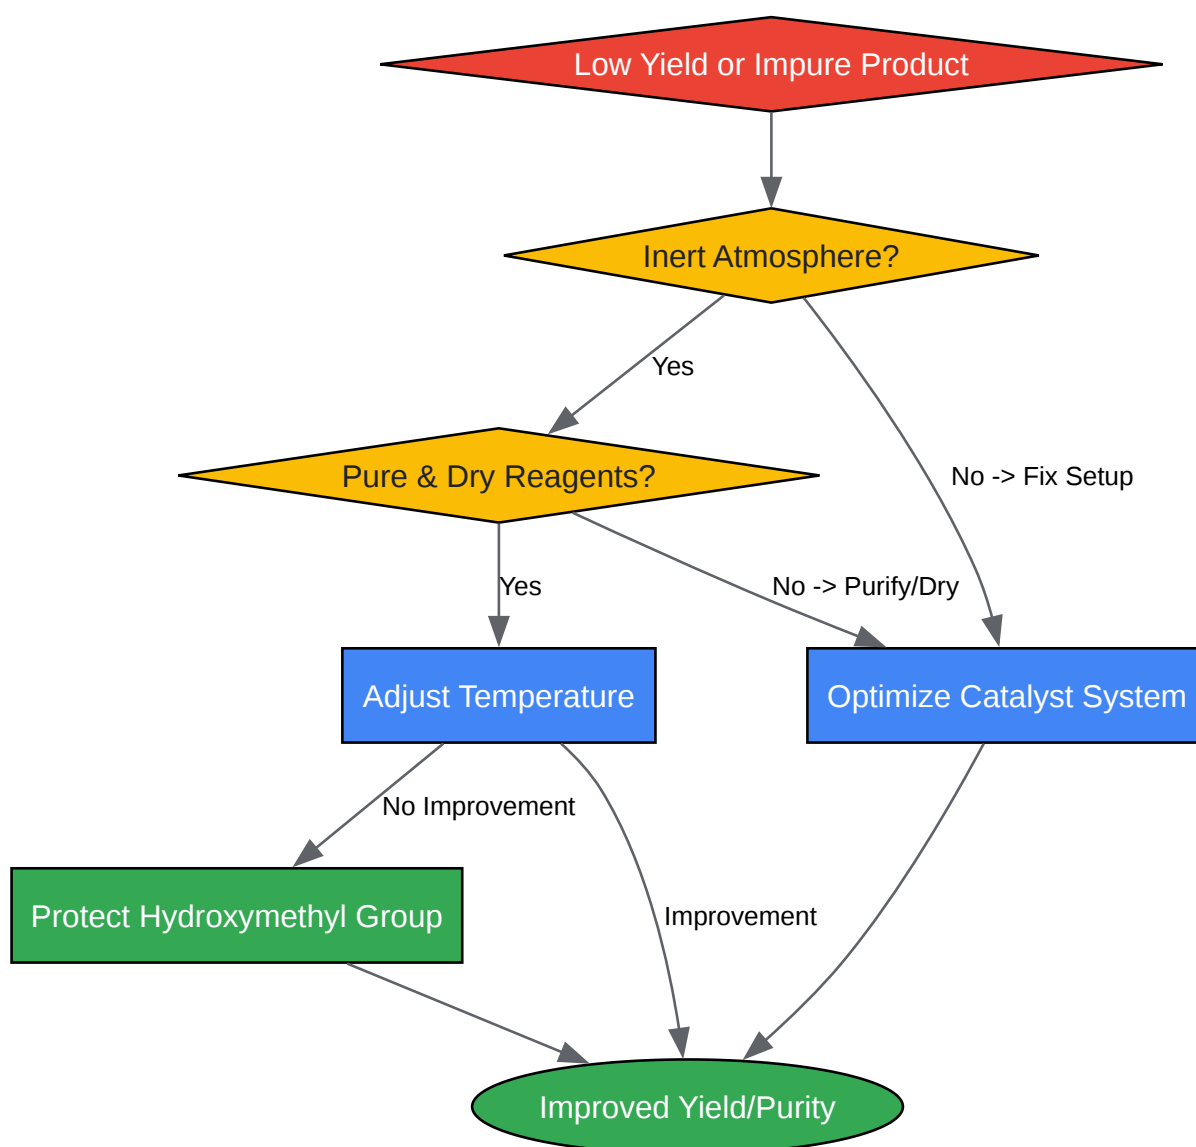 Low Yield or Impure Product
Inert Atmosphere?
Yes
Pure & Dry Reagents?
No -> Fix Setup
Yes
No -> Purify/Dry
Adjust Temperature
Optimize Catalyst System
No Improvement
Protect Hydroxymethyl Group
Improvement
Improved Yield/Purity